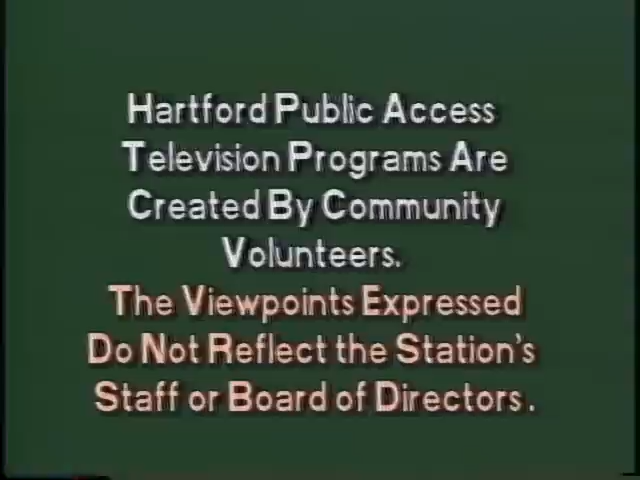 Hartford Public Access
Television Programs Are
Created By Community
Volunteers.
The Viewpoints Expressed
Do Not Reflect the Station's
Staff or Board of Directors.